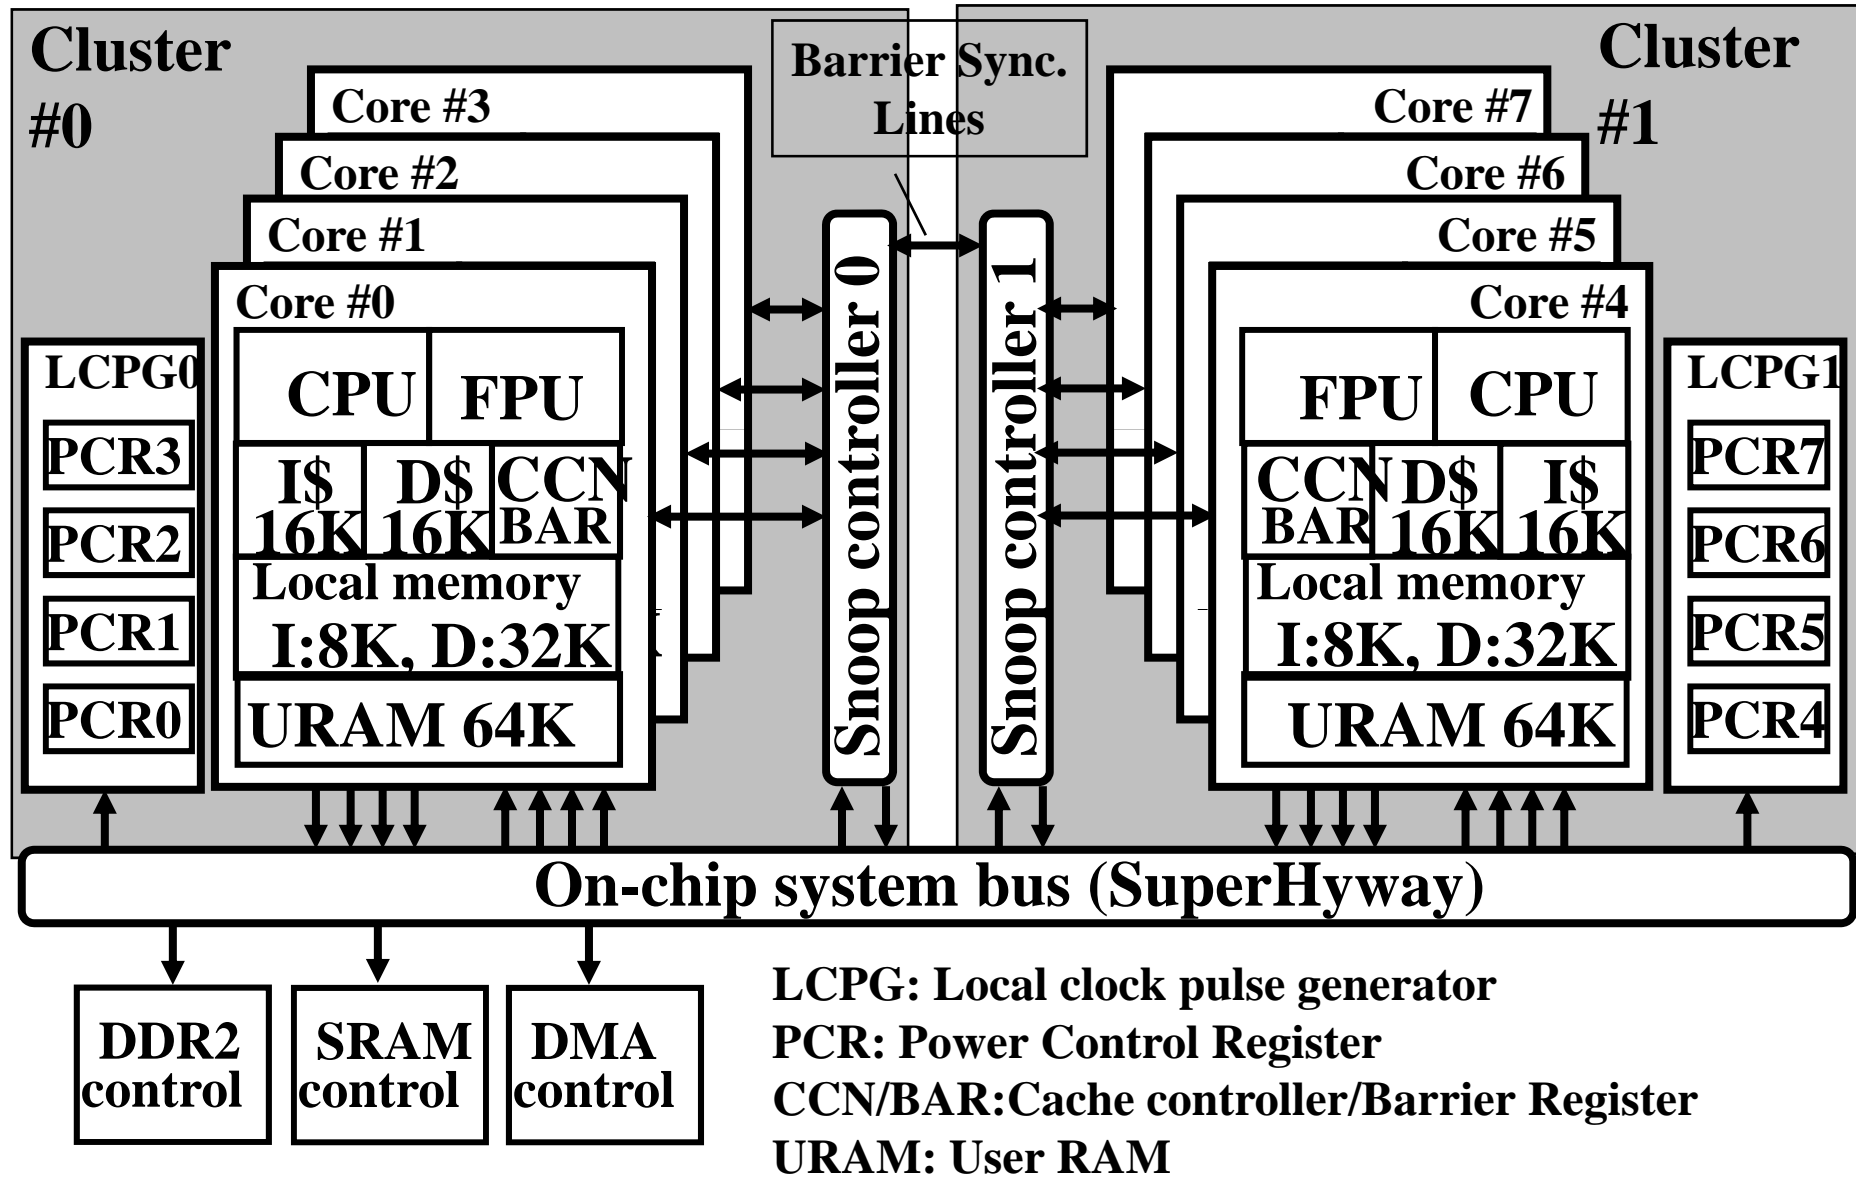 Cluster
#0
Barrier Sync.
Lines
Cluster
#1
Core #3
Core #2
Core #1
Core #0
CPU FPU
I$ D$ CCN
16K 16K BAR
Local memory
I:8K, D:32K
URAM 64K
LCPG0
PCR3
PCR2
PCR1
PCR0
Snoop controller 0
Snoop controller 1
Core #7
Core #6
Core #5
Core #4
FPU CPU
CCN D$ I$
BAR 16K 16K
Local memory
I:8K, D:32K
URAM 64K
LCPG1
PCR7
PCR6
PCR5
PCR4
On-chip system bus (SuperHyway)
DDR2
control
SRAM
control
DMA
control
LCPG: Local clock pulse generator
PCR: Power Control Register
CCN/BAR:Cache controller/Barrier Register
URAM: User RAM